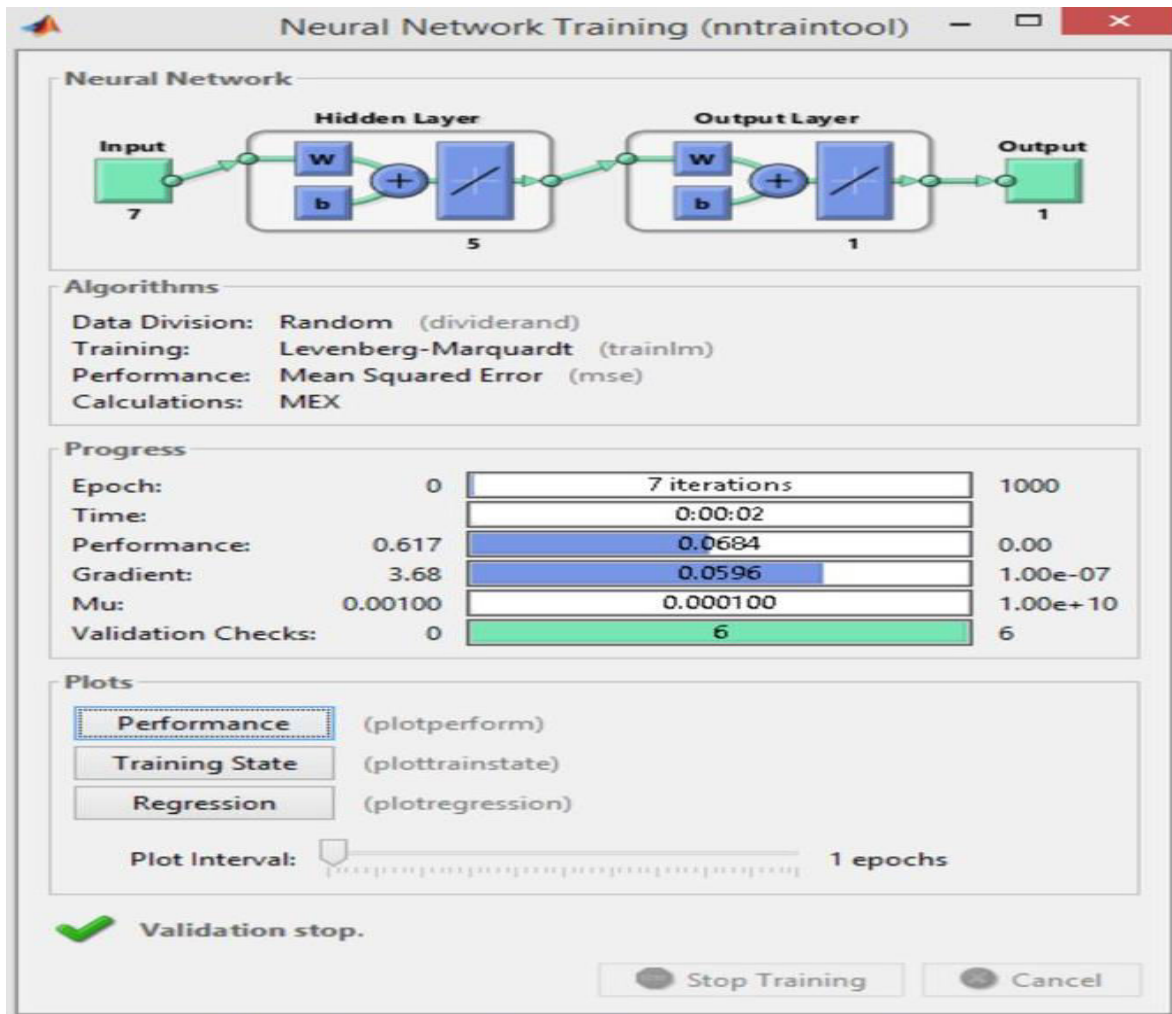 Neural Network Training (nntraintool)
Neural Network
Hidden Layer
Output Layer
Input
Output
W
b
+
W
b
+
7
5
1
1
Algorithms
Data Division: Random (dividerand)
Training: Levenberg-Marquardt (trainlm)
Performance: Mean Squared Error (mse)
Calculations: MEX
Progress
Epoch: 0 7 iterations 1000
Time: 0:00:02
Performance: 0.617 0.0684 0.00
Gradient: 3.68 0.0596 1.00e-07
Mu: 0.00100 0.000100 1.00e+10
Validation Checks: 0 6 6
Plots
Performance (plotperform)
Training State (plottrainstate)
Regression (plotregression)
Plot Interval: 1 epochs
Validation stop.
Stop Training Cancel